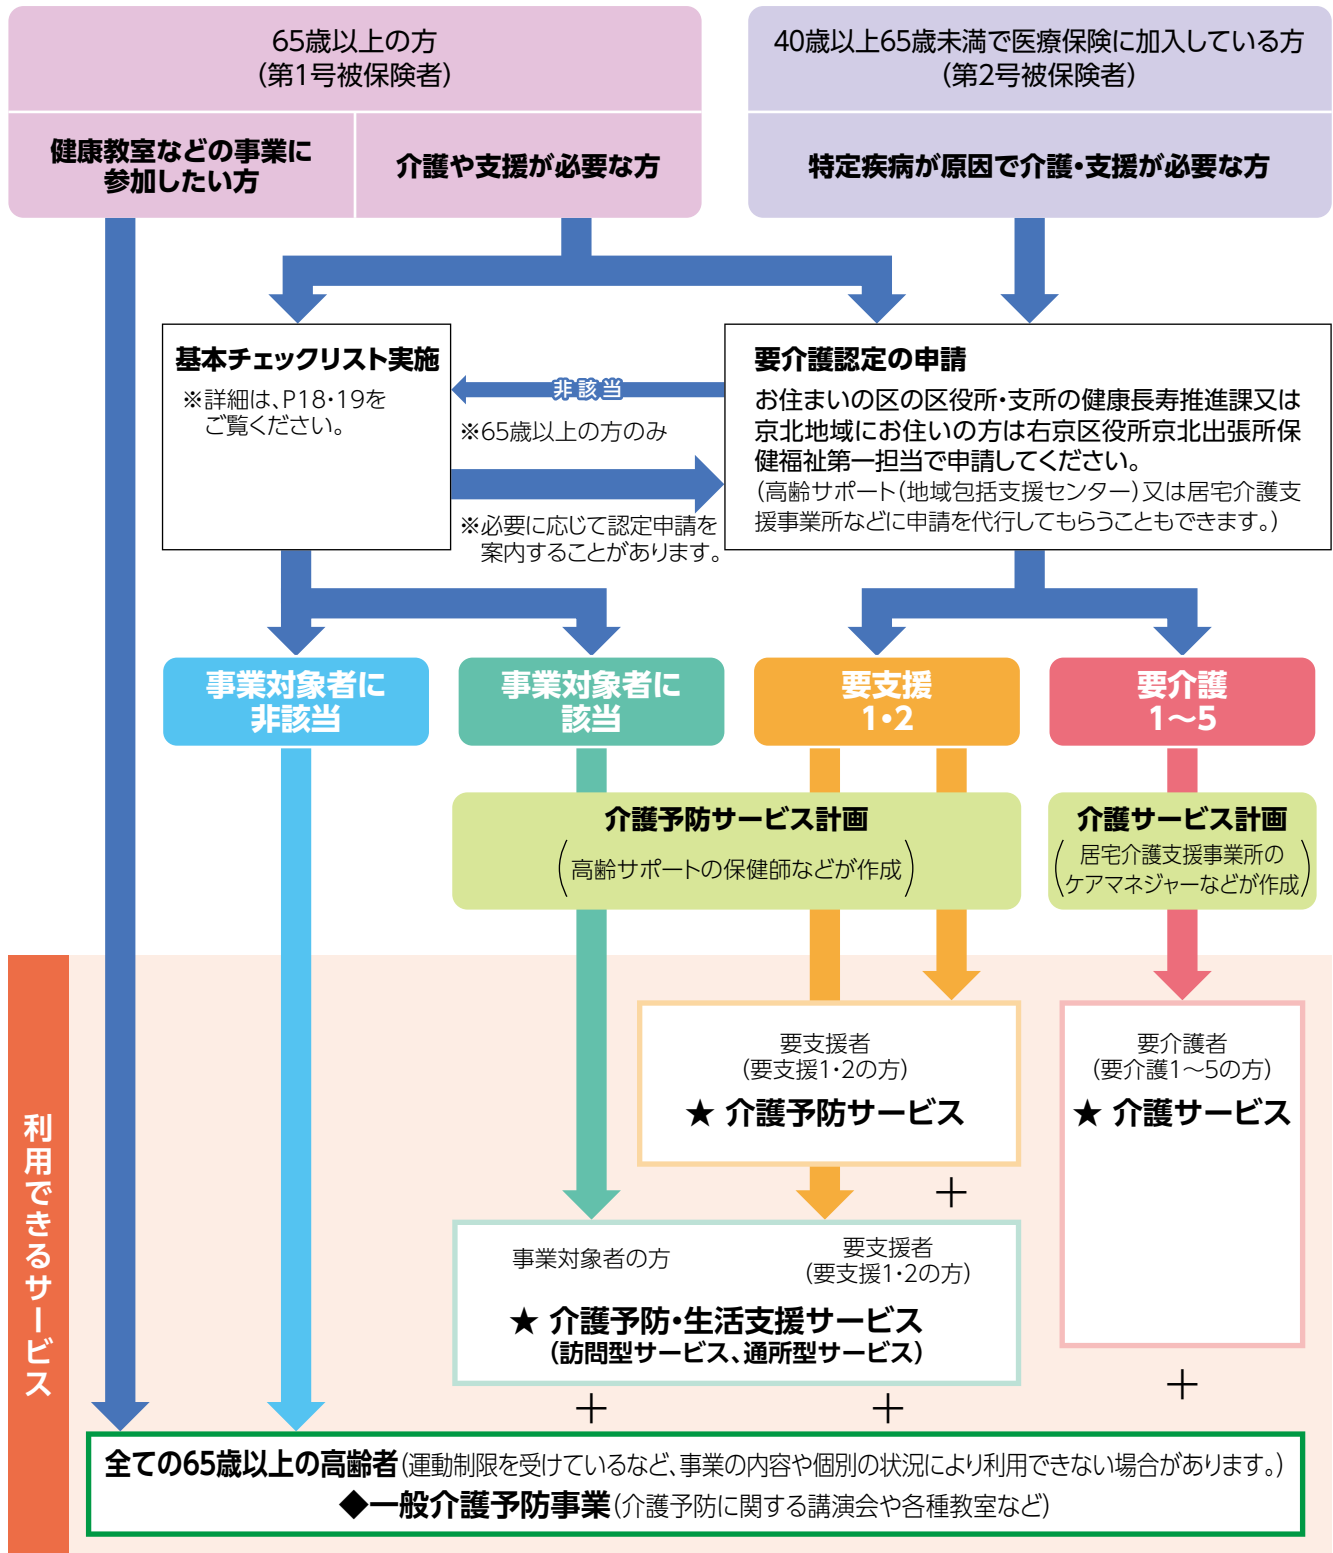 65歳以上の方
（第1号被保険者）
40歳以上65歳未満で医療保険に加入している方
（第2号被保険者）
健康教室などの事業に
参加したい方
介護や支援が必要な方
特定疾病が原因で介護・支援が必要な方
基本チェックリスト実施
※詳細は、P18・19を
ご覧ください。
非該当
※65歳以上の方のみ
※必要に応じて認定申請を
案内することがあります。
要介護認定の申請
お住まいの区の区役所・支所の健康長寿推進課又は
京北地域にお住いの方は右京区役所京北出張所保
健福祉第一担当で申請してください。
（高齢サポート（地域包括支援センター）又は居宅介護支
援事業所などに申請を代行してもらうこともできます。）
事業対象者に
非該当
事業対象者に
該当
要支援
1・2
要介護
1～5
介護予防サービス計画
（高齢サポートの保健師などが作成）
介護サービス計画
（居宅介護支援事業所の
ケアマネジャーなどが作成）
利用できるサービス
要支援者
（要支援1・2の方）
★ 介護予防サービス
要介護者
（要介護1～5の方）
★ 介護サービス
＋
事業対象者の方
要支援者
（要支援1・2の方）
★ 介護予防・生活支援サービス
（訪問型サービス、通所型サービス）
＋
＋
＋
全ての65歳以上の高齢者（運動制限を受けているなど、事業の内容や個別の状況により利用できない場合があります。）
◆一般介護予防事業（介護予防に関する講演会や各種教室など）